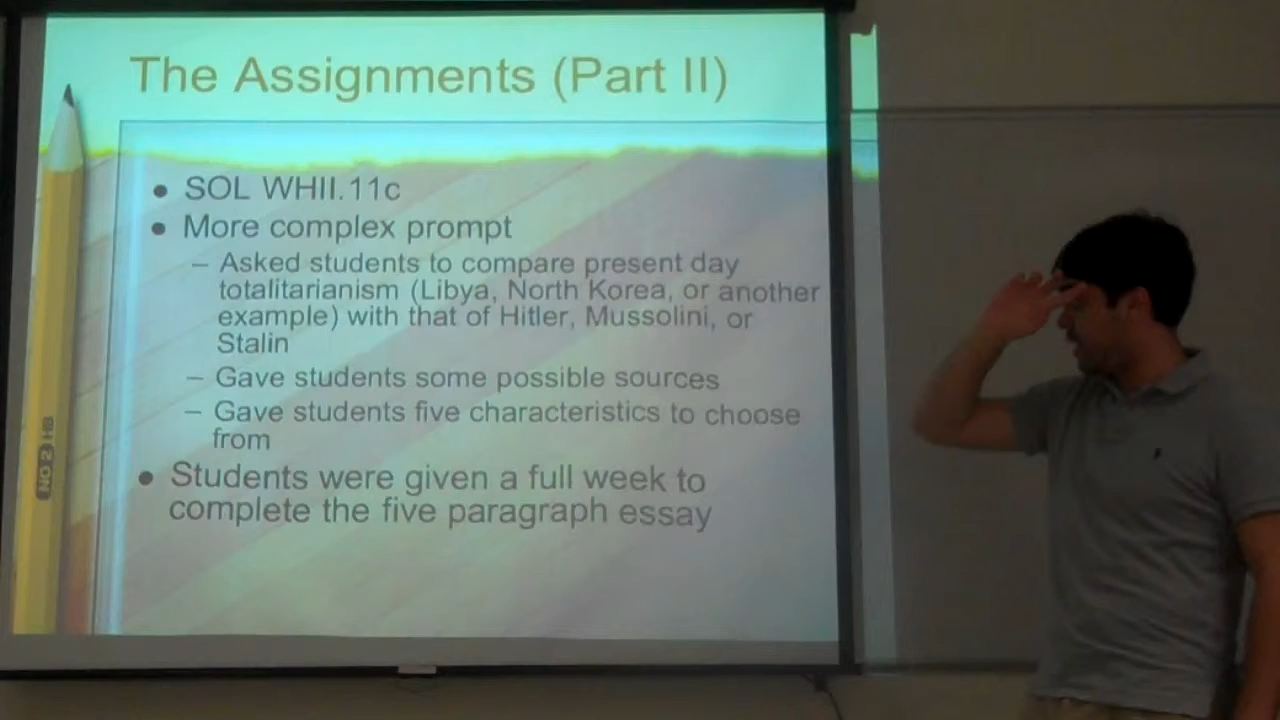 The Assignments (Part II)
• SOL WHII.11c
• More complex prompt
– Asked students to compare present day
totalitarianism (Libya, North Korea, or another
example) with that of Hitler, Mussolini, or
Stalin
– Gave students some possible sources
– Gave students five characteristics to choose
from
• Students were given a full week to
complete the five paragraph essay
NO 2 HB